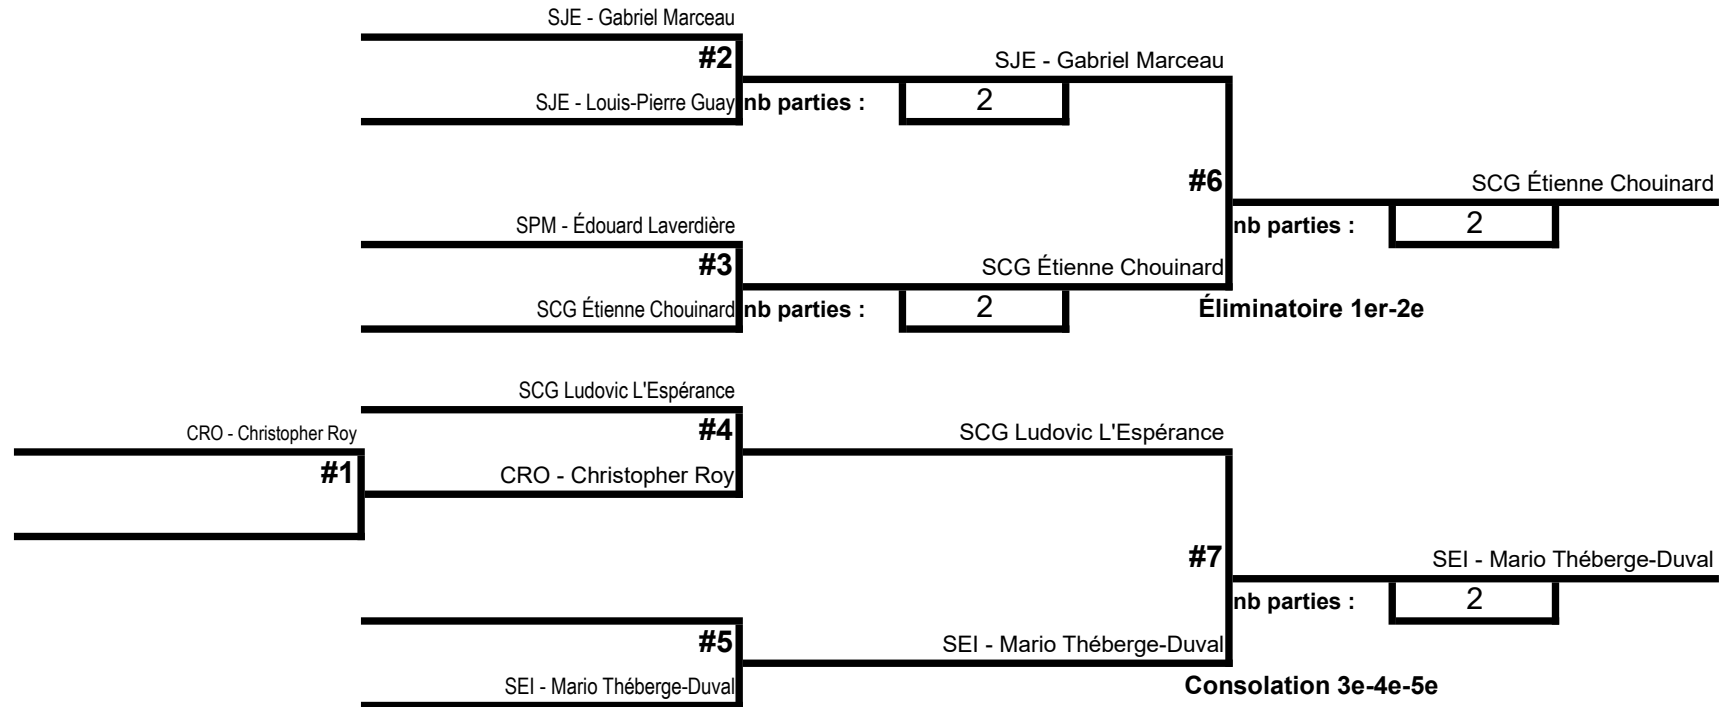 SJE - Gabriel Marceau
#2
SJE - Gabriel Marceau
SJE - Louis-Pierre Guay
nb parties :
2
#6
SCG Étienne Chouinard
SPM - Édouard Laverdière
nb parties :
2
#3
SCG Étienne Chouinard
SCG Étienne Chouinard
nb parties :
2
Éliminatoire 1er-2e
SCG Ludovic L'Espérance
CRO - Christopher Roy
#4
SCG Ludovic L'Espérance
#1
CRO - Christopher Roy
#7
SEI - Mario Théberge-Duval
nb parties :
2
#5
SEI - Mario Théberge-Duval
SEI - Mario Théberge-Duval
Consolation 3e-4e-5e